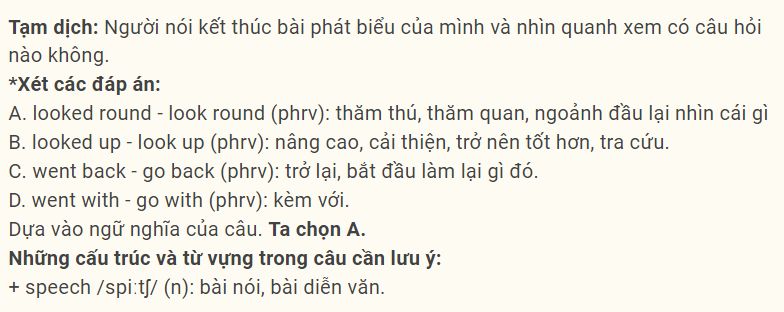 Tạm dịch: Người nói kết thúc bài phát biểu của mình và nhìn quanh xem có câu hỏi
nào không.
*Xét các đáp án:
A. looked round - look round (phrv): thăm thú, thăm quan, ngoảnh đầu lại nhìn cái gì
B. looked up - look up (phrv): nâng cao, cải thiện, trở nên tốt hơn, tra cứu.
C. went back - go back (phrv): trở lại, bắt đầu làm lại gì đó.
D. went with - go with (phrv): kèm với.
Dựa vào ngữ nghĩa của câu. Ta chọn A.
Những cấu trúc và từ vựng trong câu cần lưu ý:
+ speech /spiːtʃ/ (n): bài nói, bài diễn văn.